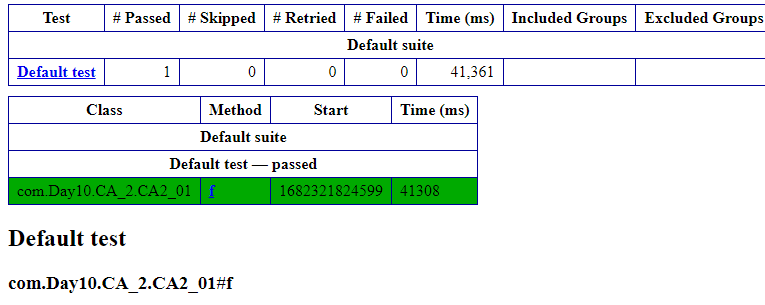 Test # Passed # Skipped # Retried # Failed Time (ms) Included Groups Excluded Groups
Default suite
Default test 1 0 0 0 41,361
Class Method Start Time (ms)
Default suite
Default test — passed
com.Day10.CA_2.CA2_01 f 1682321824599 41308
Default test
com.Day10.CA_2.CA2_01#f